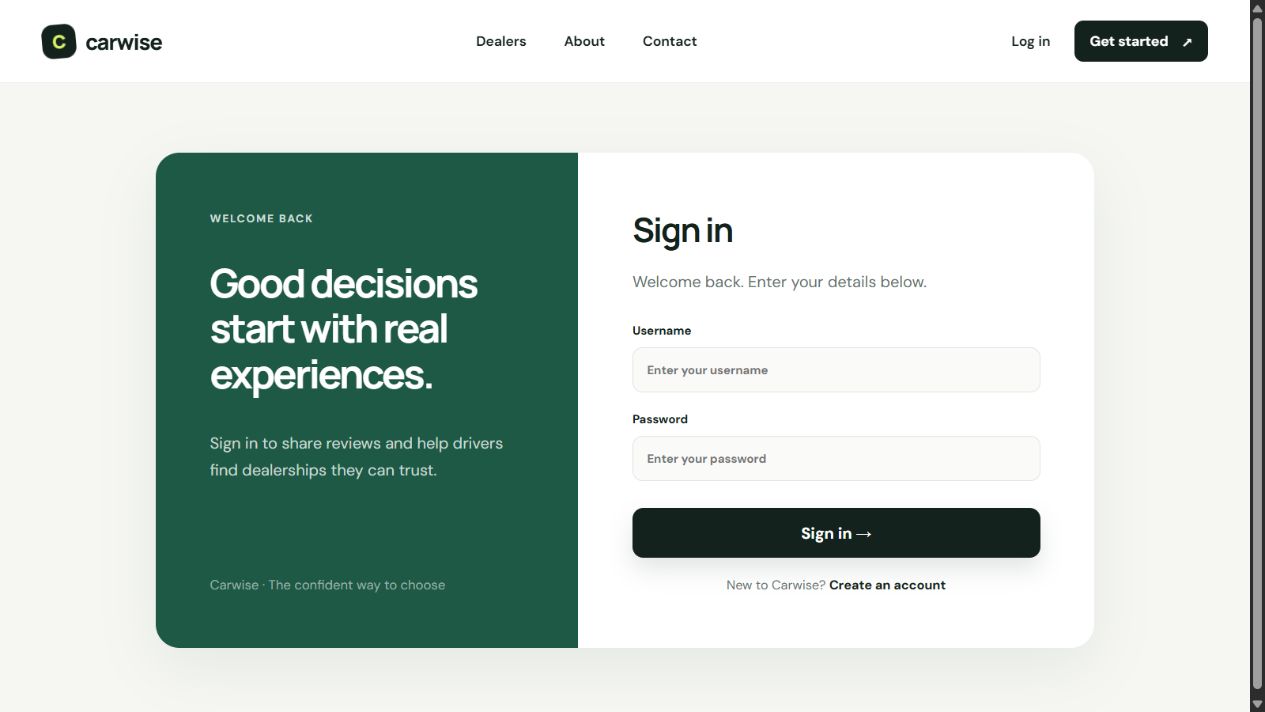 C carwise
Dealers
About
Contact
Log in
Get started ↗
WELCOME BACK
Good decisions
start with real
experiences.
Sign in to share reviews and help drivers
find dealerships they can trust.
Carwise · The confident way to choose
Sign in
Welcome back. Enter your details below.
Username
Enter your username
Password
Enter your password
Sign in →
New to Carwise? Create an account